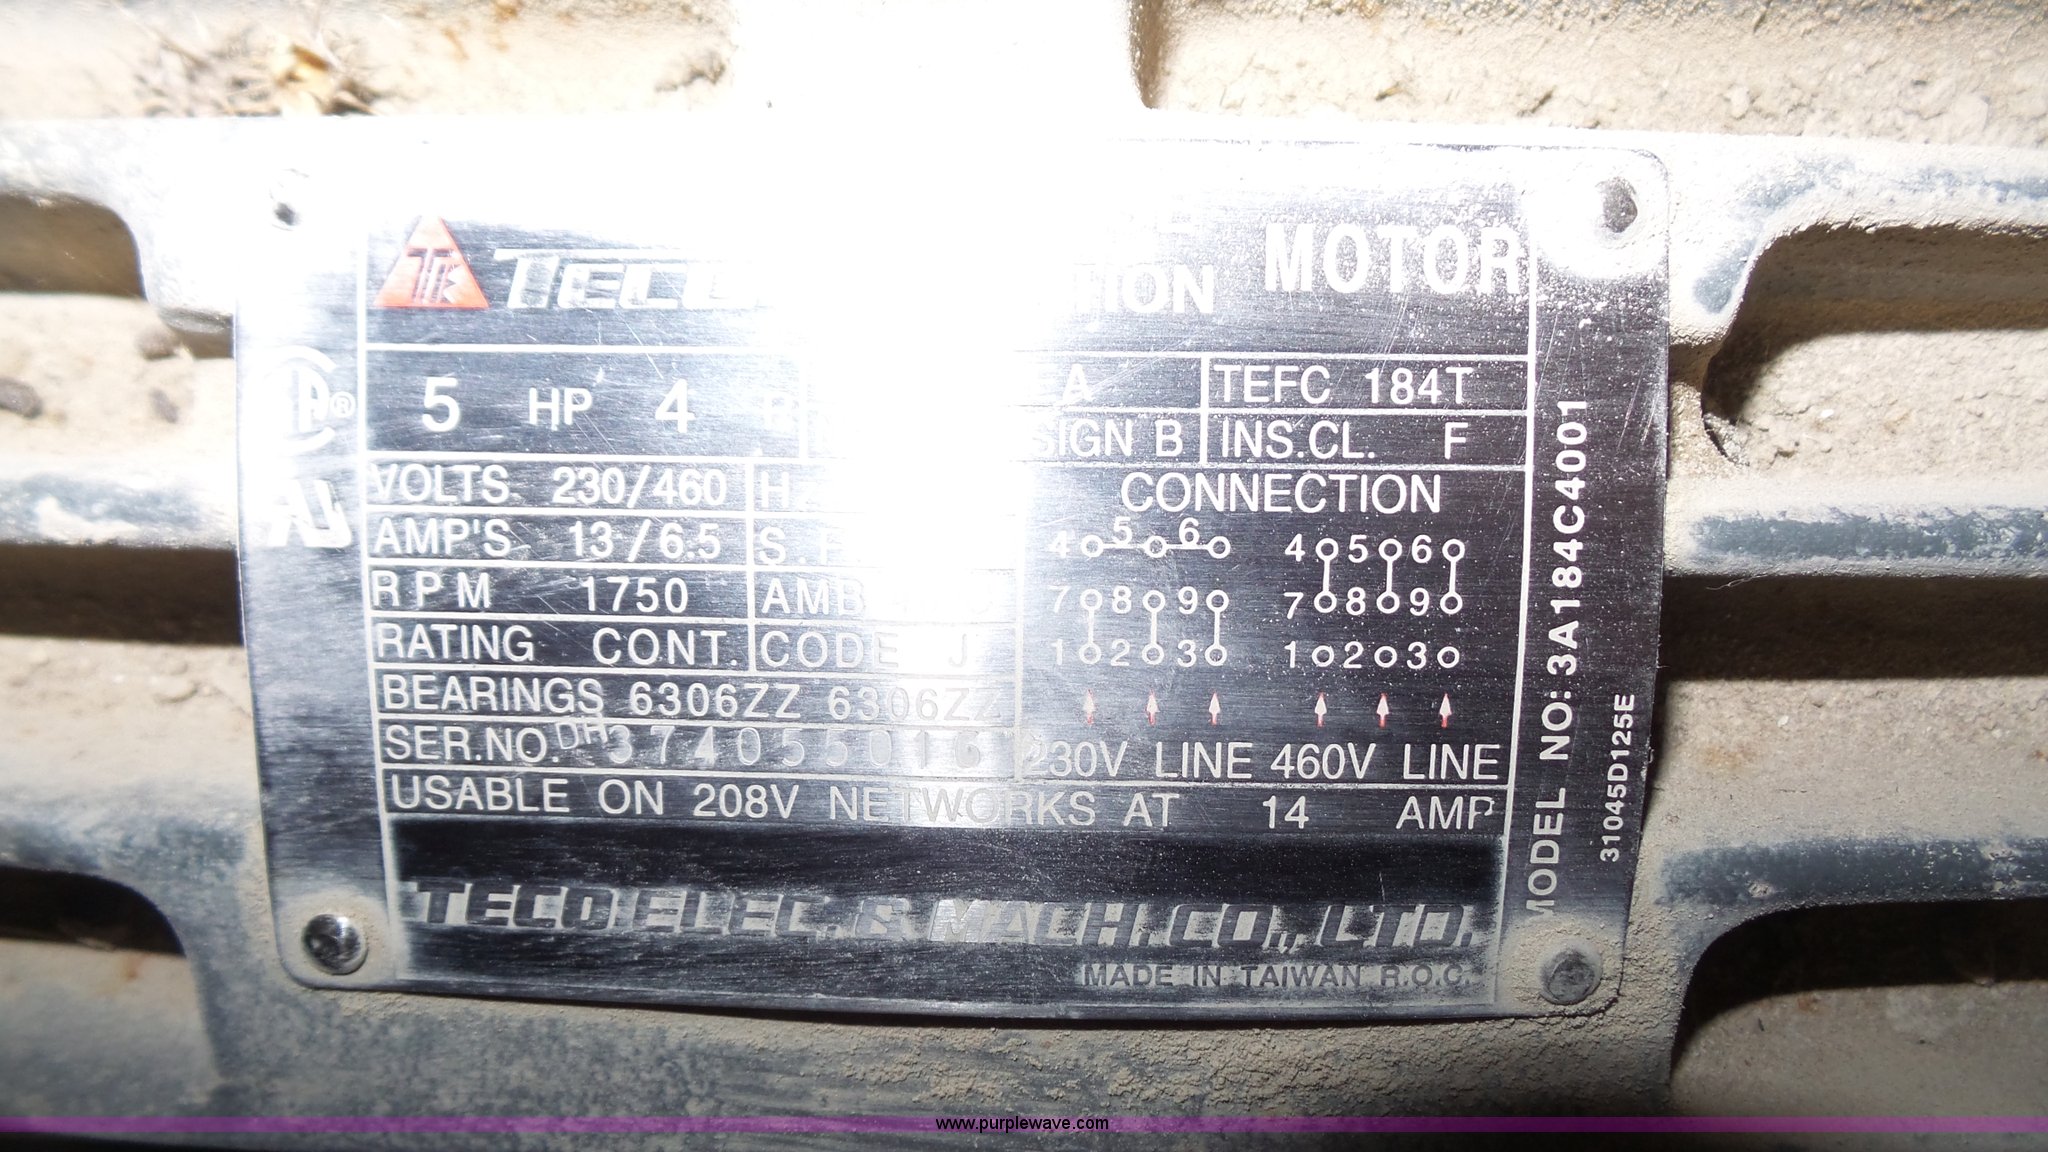 MOTOR
TECO
5 HP 4
TEFC 184T
B INS.CL. F
VOLTS 230/460
CONNECTION
AMP'S 13/6.5
4 5 6 4 5 6
RPM 1750
7 8 9 7 8 9
RATING CONT. CODE J
1 2 3 1 2 3
BEARINGS 6306ZZ 6306ZZ
SER.NO. DH
230V LINE 460V LINE
USABLE ON 208V NETWORKS AT 14 AMP
TECO ELEC. & MACH. CO., LTD.
MADE IN TAIWAN R.O.C.
MODEL NO: 3A184C4001
31045D125E
www.purplewave.com